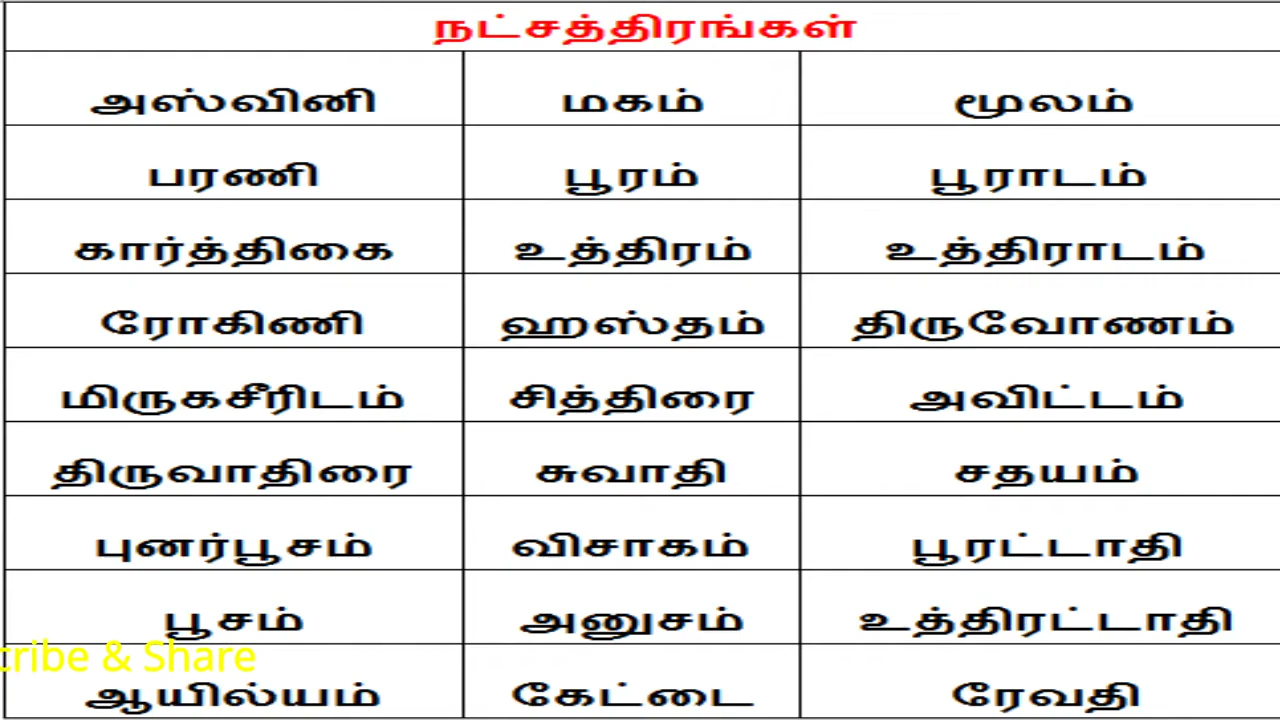 நட்சத்திரங்கள்
அஸ்வினி மகம் மூலம்
பரணி பூரம் பூராடம்
கார்த்திகை உத்திரம் உத்திராடம்
ரோகிணி ஹஸ்தம் திருவோணம்
மிருகசீரிடம் சித்திரை அவிட்டம்
திருவாதிரை சுவாதி சதயம்
புனர்பூசம் விசாகம் பூரட்டாதி
பூசம் அனுசம் உத்திரட்டாதி
cribe & Share
ஆயில்யம் கேட்டை ரேவதி